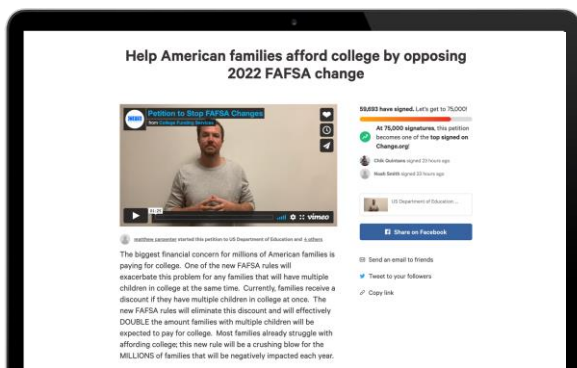 Help American families afford college by opposing
2022 FAFSA change
Petition to Stop FAFSA Changes
from College Funding Services
01:21
vimeo
matthew carpenter started this petition to US Department of Education and 4 others
The biggest financial concern for millions of American families is
paying for college. One of the new FAFSA rules will
exacerbate this problem for any families that will have multiple
children in college at the same time. Currently, families receive a
discount if they have multiple children in college at once. The
new FAFSA rules will eliminate this discount and will effectively
DOUBLE the amount families with multiple children will be
expected to pay for college. Most families already struggle with
affording college; this new rule will be a crushing blow for the
MILLIONS of families that will be negatively impacted each year.
59,693 have signed. Let's get to 75,000!
At 75,000 signatures, this petition
becomes one of the top signed on
Change.org!
signed 23 hours ago
Noah Smith signed 23 hours ago
US Department of Education ...
Share on Facebook
Send an email to friends
Tweet to your followers
Copy link